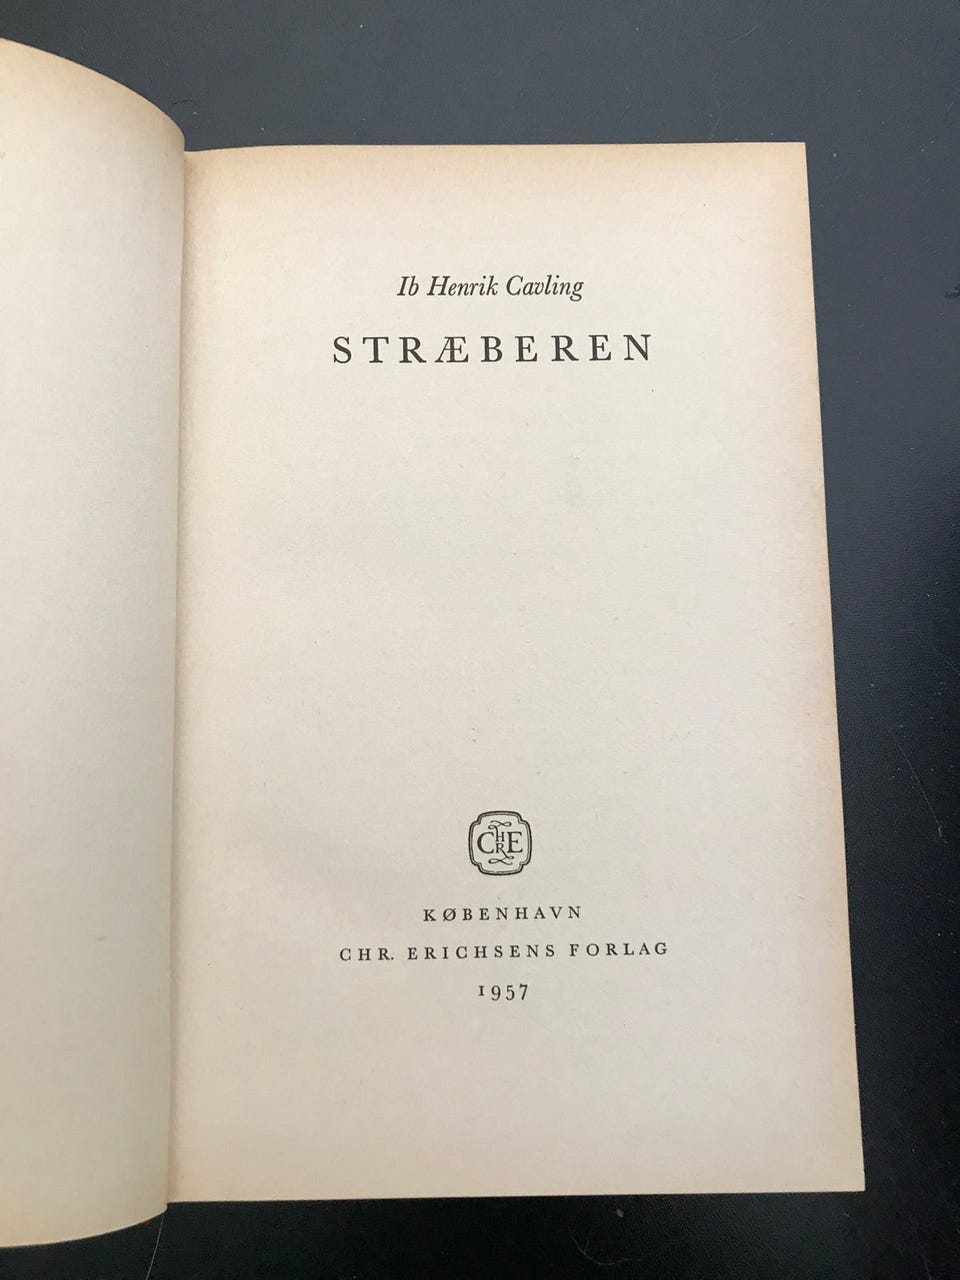 Ib Henrik Cavling
STRÆBEREN
CHRE
KØBENHAVN
CHR. ERICHSENS FORLAG
1957